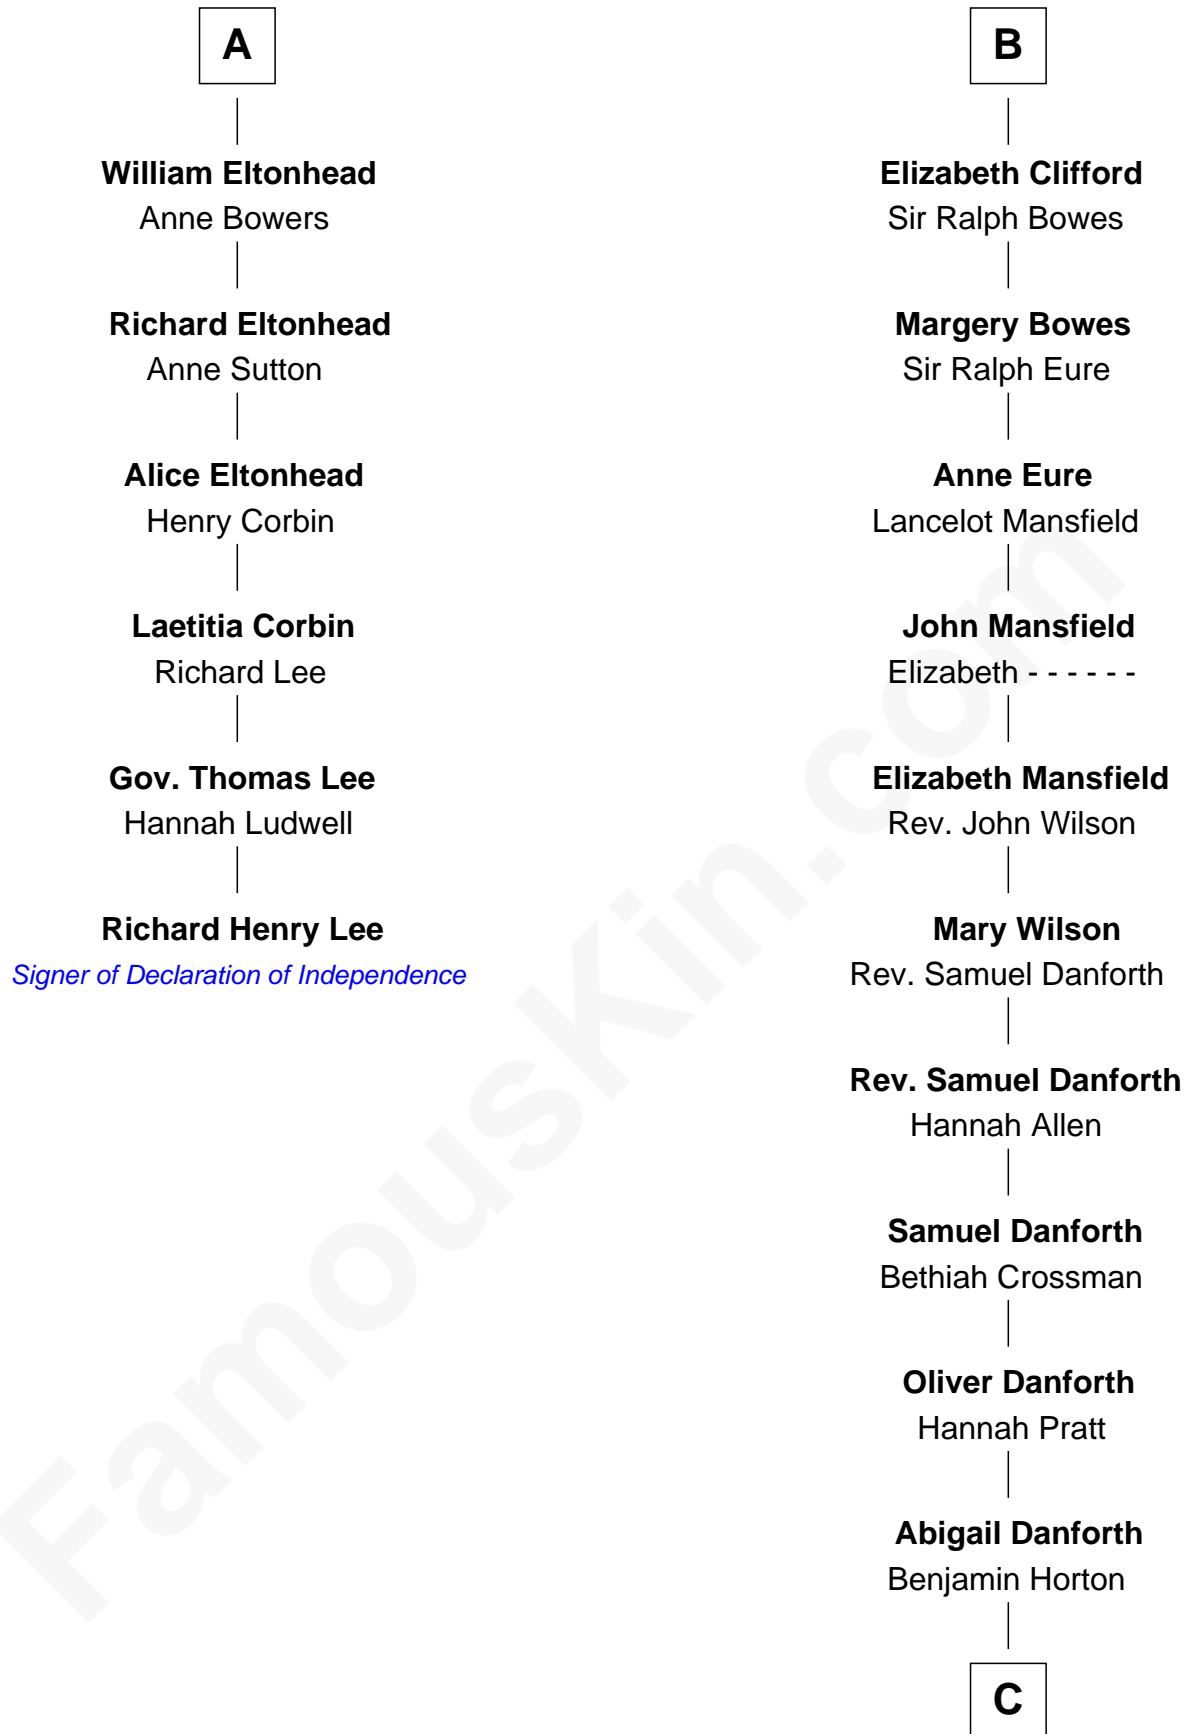 A
William Eltonhead
Anne Bowers
Richard Eltonhead
Anne Sutton
Alice Eltonhead
Henry Corbin
Laetitia Corbin
Richard Lee
Gov. Thomas Lee
Hannah Ludwell
Richard Henry Lee
Signer of Declaration of Independence
B
Elizabeth Clifford
Sir Ralph Bowes
Margery Bowes
Sir Ralph Eure
Anne Eure
Lancelot Mansfield
John Mansfield
Elizabeth - - - - - -
Elizabeth Mansfield
Rev. John Wilson
Mary Wilson
Rev. Samuel Danforth
Rev. Samuel Danforth
Hannah Allen
Samuel Danforth
Bethiah Crossman
Oliver Danforth
Hannah Pratt
Abigail Danforth
Benjamin Horton
C
FamousKin.com